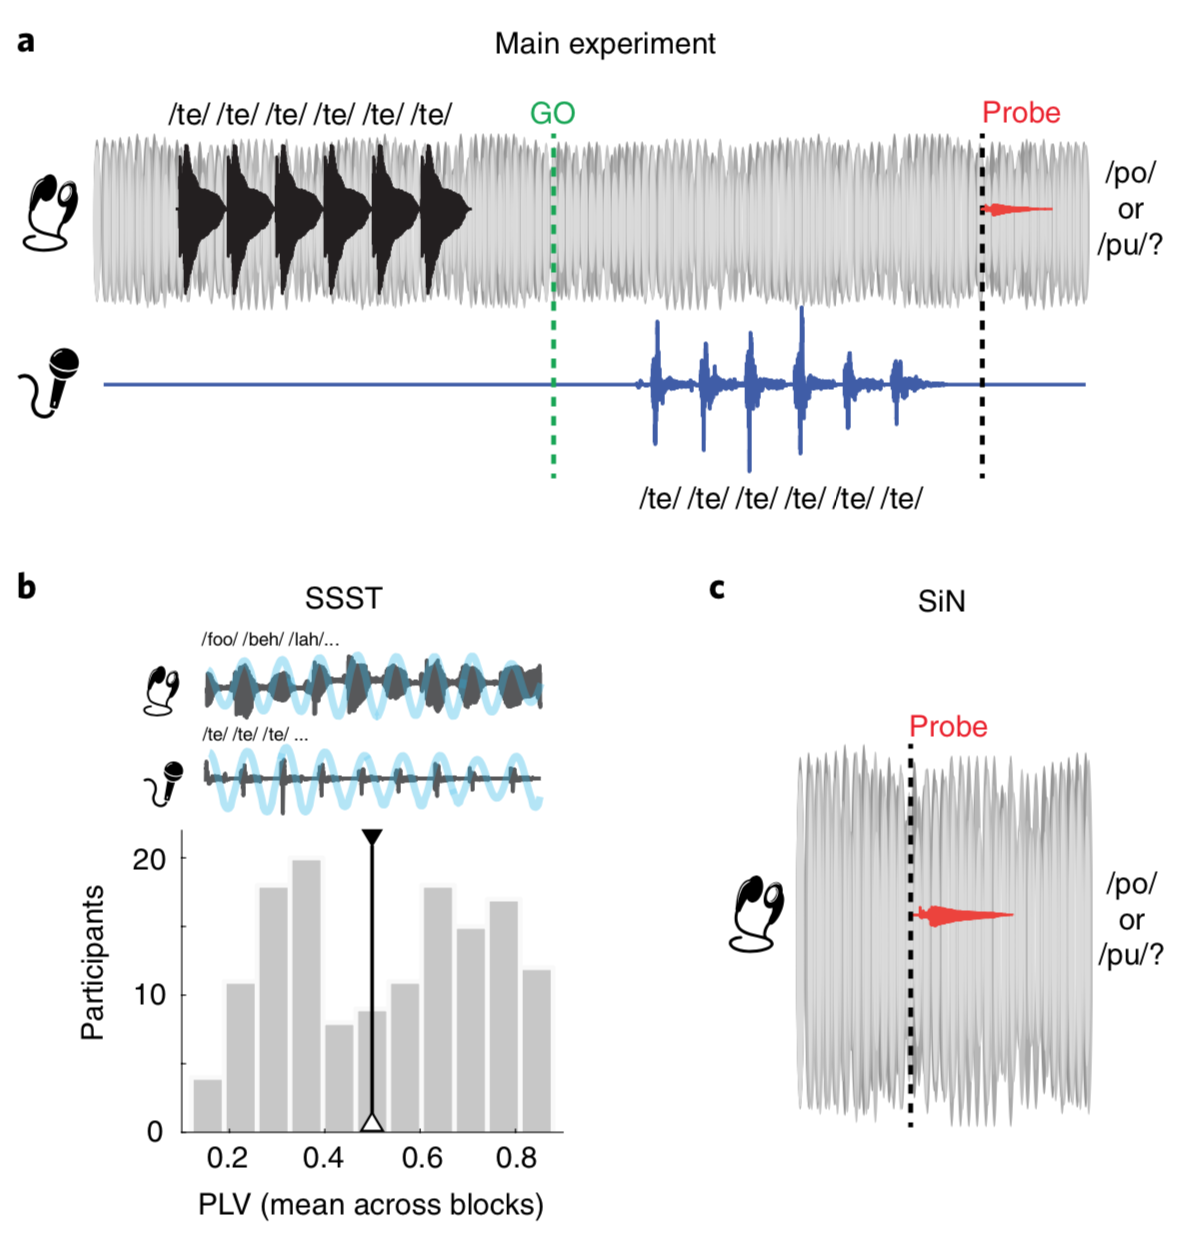 a
Main experiment
/te/ /te/ /te/ /te/ /te/ /te/
GO
Probe
/po/
or
/pu/?
/te/ /te/ /te/ /te/ /te/ /te/
b
SSST
/foo/ /beh/ /lah/...
/te/ /te/ /te/ ...
Participants
20
10
0
0.2 0.4 0.6 0.8
PLV (mean across blocks)
c
SiN
Probe
/po/
or
/pu/?